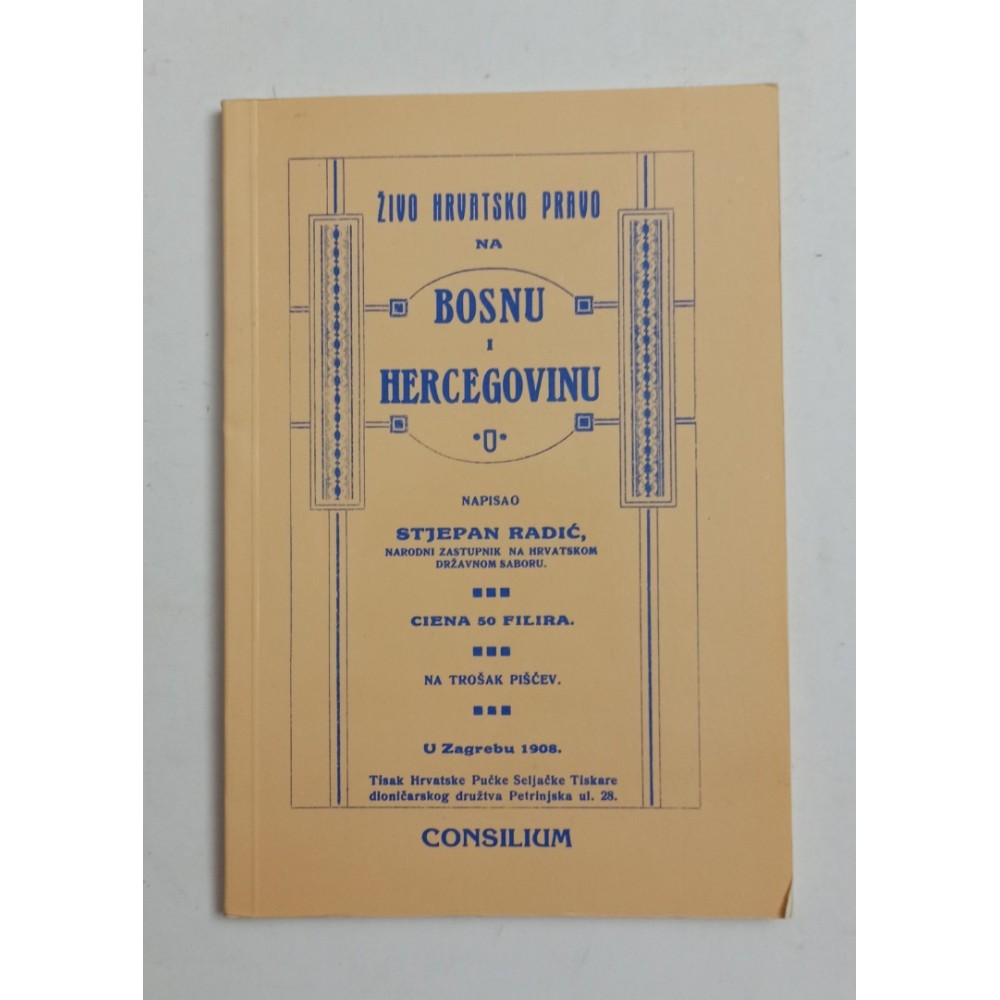 ŽIVO HRVATSKO PRAVO
NA
BOSNU
I
HERCEGOVINU
NAPISAO
STJEPAN RADIĆ,
NARODNI ZASTUPNIK NA HRVATSKOM
DRŽAVNOM SABORU.
CIENA 50 FILIRA.
NA TROŠAK PIŠČEV.
U Zagrebu 1908.
Tisak Hrvatske Pučke Seljačke Tiskare
dioničarskog družtva Petrinjska ul. 28.
CONSILIUM